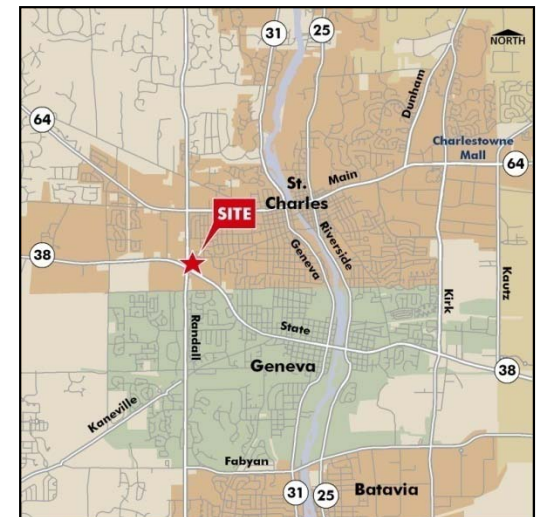 31
25
NORTH
Dunham
64
Charlestowne
Mall
64
Main
St.
Charles
SITE
Geneva
Riverside
38
Kautz
Kirk
Randall
State
Geneva
38
Kaneville
Fabyan
31
25
Batavia